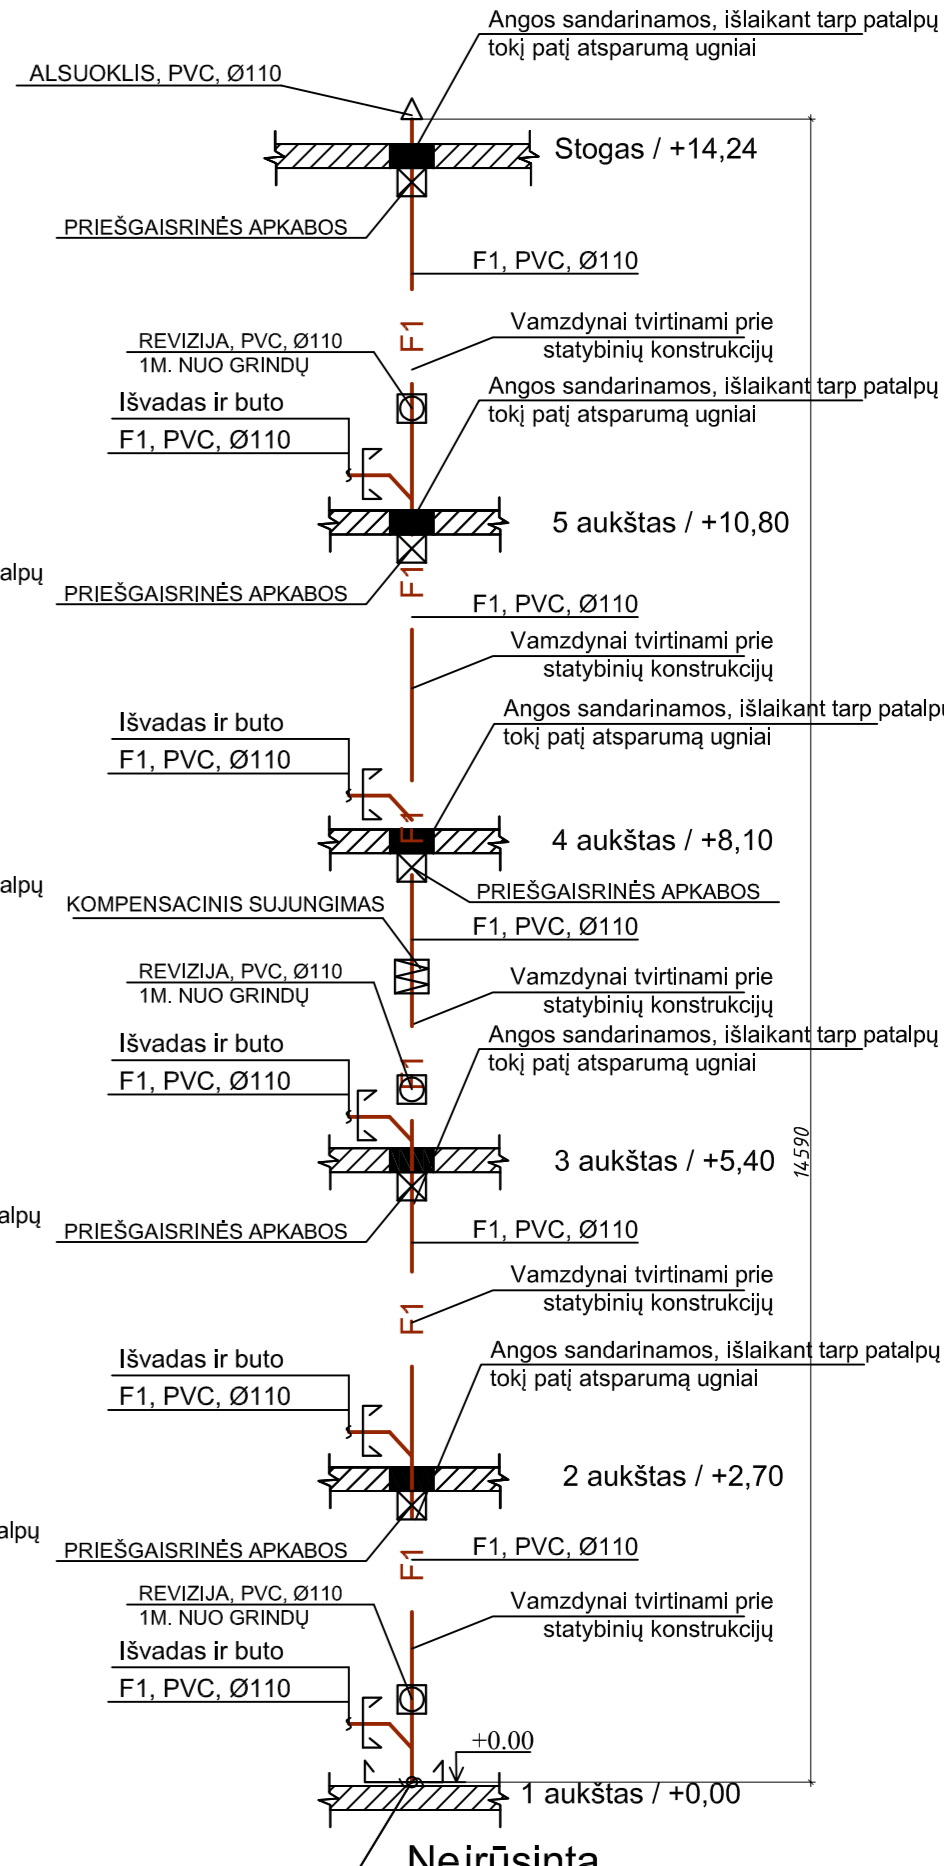 Angos sandarinamos, išlaikant tarp patalpų
tokį patį atsparumą ugniai
ALSUOKLIS, PVC, Ø110
Stogas / +14,24
PRIEŠGAISRINĖS APKABOS
F1, PVC, Ø110
F1
Vamzdynai tvirtinami prie
statybinių konstrukcijų
REVIZIJA, PVC, Ø110
1M. NUO GRINDŲ
Angos sandarinamos, išlaikant tarp patalpų
tokį patį atsparumą ugniai
Išvadas ir buto
F1, PVC, Ø110
5 aukštas / +10,80
alpų
PRIEŠGAISRINĖS APKABOS
F1
F1, PVC, Ø110
Vamzdynai tvirtinami prie
statybinių konstrukcijų
Angos sandarinamos, išlaikant tarp patalpų
tokį patį atsparumą ugniai
Išvadas ir buto
F1, PVC, Ø110
F1
4 aukštas / +8,10
alpų
PRIEŠGAISRINĖS APKABOS
KOMPENSACINIS SUJUNGIMAS
F1, PVC, Ø110
REVIZIJA, PVC, Ø110
1M. NUO GRINDŲ
Vamzdynai tvirtinami prie
statybinių konstrukcijų
Angos sandarinamos, išlaikant tarp patalpų
tokį patį atsparumą ugniai
Išvadas ir buto
F1, PVC, Ø110
F1
3 aukštas / +5,40
14590
alpų
PRIEŠGAISRINĖS APKABOS
F1, PVC, Ø110
Vamzdynai tvirtinami prie
statybinių konstrukcijų
F1
Angos sandarinamos, išlaikant tarp patalpų
tokį patį atsparumą ugniai
Išvadas ir buto
F1, PVC, Ø110
2 aukštas / +2,70
alpų
PRIEŠGAISRINĖS APKABOS
F1
F1, PVC, Ø110
REVIZIJA, PVC, Ø110
1M. NUO GRINDŲ
Vamzdynai tvirtinami prie
statybinių konstrukcijų
Išvadas ir buto
F1, PVC, Ø110
+0.00
1 aukštas / +0,00